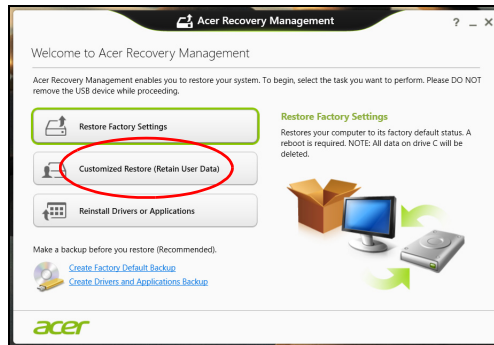 Acer Recovery Management
Welcome to Acer Recovery Management
Acer Recovery Management enables you to restore your system. To begin, select the task you want to perform. Please DO NOT
remove the USB device while proceeding.
Restore Factory Settings
Customized Restore (Retain User Data)
Reinstall Drivers or Applications
Restore Factory Settings
Restores your computer to its factory default status. A
reboot is required. NOTE: All data on drive C will be
deleted.
Make a backup before you restore (Recommended).
Create Factory Default Backup
Create Drivers and Applications Backup
acer